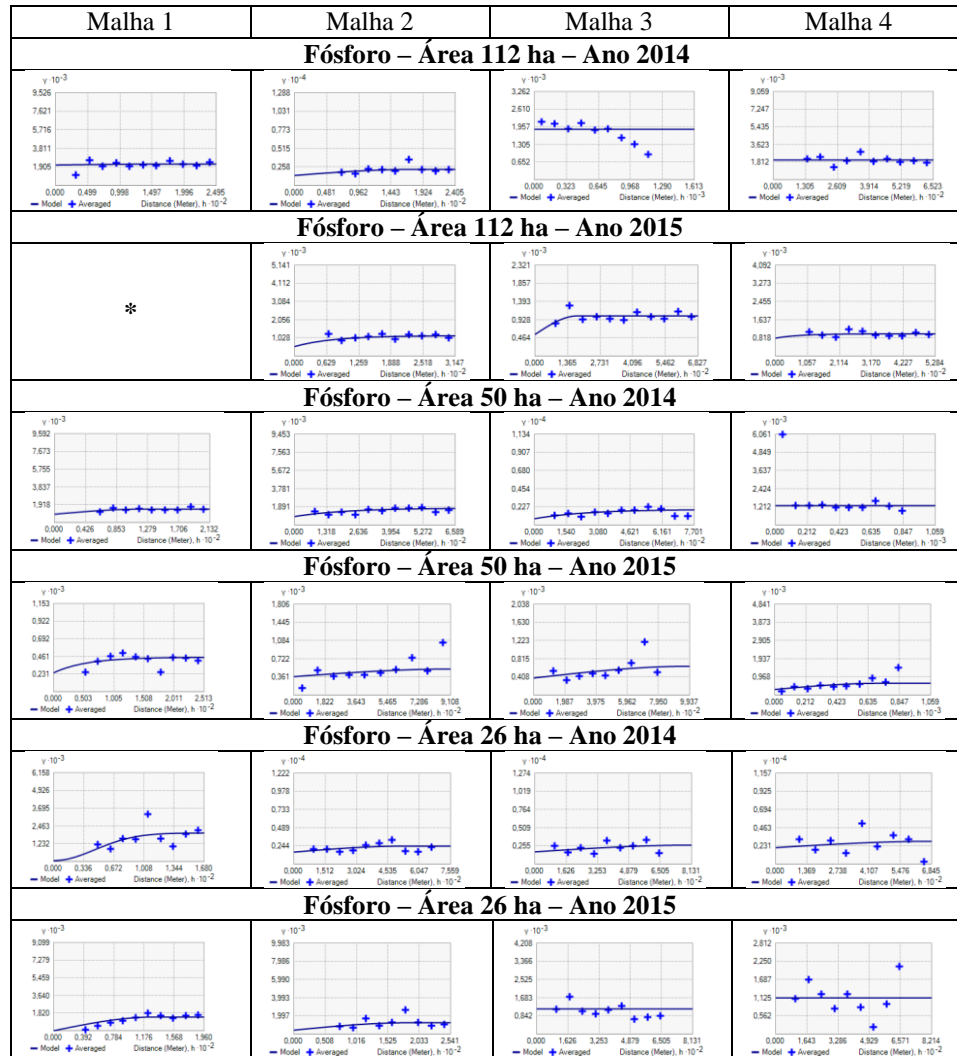 Malha 1 Malha 2 Malha 3 Malha 4
Fósforo – Área 112 ha – Ano 2014
γ ·10⁻³
9.526
7.621
5.716
3.811
1.905
0.000 0.499 0.998 1.497 1.996 2.495
Model Averaged Distance (Meter), h ·10⁻²
γ ·10⁻⁴
1.288
1.031
0.773
0.515
0.258
0.000 0.481 0.962 1.443 1.924 2.405
Model Averaged Distance (Meter), h ·10⁻²
γ ·10⁻³
3.262
2.610
1.957
1.305
0.652
0.000 0.323 0.645 0.968 1.290 1.613
Model Averaged Distance (Meter), h ·10⁻³
γ ·10⁻³
9.059
7.247
5.435
3.623
1.812
0.000 1.305 2.609 3.914 5.219 6.523
Model Averaged Distance (Meter), h ·10⁻²
Fósforo – Área 112 ha – Ano 2015
*
γ ·10⁻³
5,141
4,112
3,084
2,056
1,028
0,000 0,629 1,259 1,888 2,518 3,147
Model Averaged Distance (Meter), h ·10⁻²
γ ·10⁻³
2.321
1.857
1.393
0.928
0.464
0.000 1.365 2.731 4.096 5.462 6.827
Model Averaged Distance (Meter), h ·10⁻²
γ ·10⁻³
4.092
3.273
2.455
1.637
0.818
0.000 1.057 2.114 3.170 4.227 5.284
Model Averaged Distance (Meter), h ·10⁻²
Fósforo – Área 50 ha – Ano 2014
γ ·10⁻³
9.592
7.673
5.755
3.837
1.918
0.000 0.426 0.853 1.279 1.706 2.132
Model Averaged Distance (Meter), h ·10⁻²
γ ·10⁻³
9.453
7.563
5.672
3.781
1.891
0.000 1.318 2.636 3.954 5.272 6.589
Model Averaged Distance (Meter), h ·10⁻²
γ ·10⁻⁴
1,134
0,907
0,680
0,454
0,227
0,000 1,540 3,080 4,621 6,161 7,701
Model Averaged Distance (Meter), h ·10⁻²
γ ·10⁻³
6,061
4,849
3,637
2,424
1,212
0,000 0,212 0,423 0,635 0,847 1,059
Model Averaged Distance (Meter), h ·10⁻³
Fósforo – Área 50 ha – Ano 2015
γ ·10⁻³
1,153
0,922
0,692
0,461
0,231
0,000 0,503 1,005 1,508 2,011 2,513
Model Averaged Distance (Meter), h ·10⁻²
γ ·10⁻³
1,806
1,445
1,084
0,722
0,361
0,000 1,822 3,643 5,465 7,286 9,108
Model Averaged Distance (Meter), h ·10⁻²
γ ·10⁻³
2,038
1,630
1,223
0,815
0,408
0,000 1,987 3,975 5,962 7,950 9,937
Model Averaged Distance (Meter), h ·10⁻²
γ ·10⁻³
4,841
3,873
2,905
1,937
0,968
0,000 0,212 0,423 0,635 0,847 1,059
Model Averaged Distance (Meter), h ·10⁻³
Fósforo – Área 26 ha – Ano 2014
γ ·10⁻³
6,158
4,926
3,695
2,463
1,232
0,000 0,336 0,672 1,008 1,344 1,680
Model Averaged Distance (Meter), h ·10⁻²
γ ·10⁻⁴
1,222
0,978
0,733
0,489
0,244
0,000 1,512 3,024 4,535 6,047 7,559
Model Averaged Distance (Meter), h ·10⁻²
γ ·10⁻⁴
1,274
1,019
0,764
0,509
0,255
0,000 1,626 3,253 4,879 6,505 8,131
Model Averaged Distance (Meter), h ·10⁻²
γ ·10⁻⁴
1,157
0,925
0,694
0,463
0,231
0,000 1,369 2,738 4,107 5,476 6,845
Model Averaged Distance (Meter), h ·10⁻²
Fósforo – Área 26 ha – Ano 2015
γ ·10⁻³
9,099
7,279
5,459
3,640
1,820
0,000 0,392 0,784 1,176 1,568 1,960
Model Averaged Distance (Meter), h ·10⁻²
γ ·10⁻³
9,983
7,986
5,990
3,993
1,997
0,000 0,508 1,016 1,525 2,033 2,541
Model Averaged Distance (Meter), h ·10⁻²
γ ·10⁻³
4,208
3,366
2,525
1,683
0,842
0,000 1,626 3,253 4,879 6,505 8,131
Model Averaged Distance (Meter), h ·10⁻²
γ ·10⁻³
2,812
2,250
1,687
1,125
0,562
0,000 1,643 3,286 4,929 6,571 8,214
Model Averaged Distance (Meter), h ·10⁻²